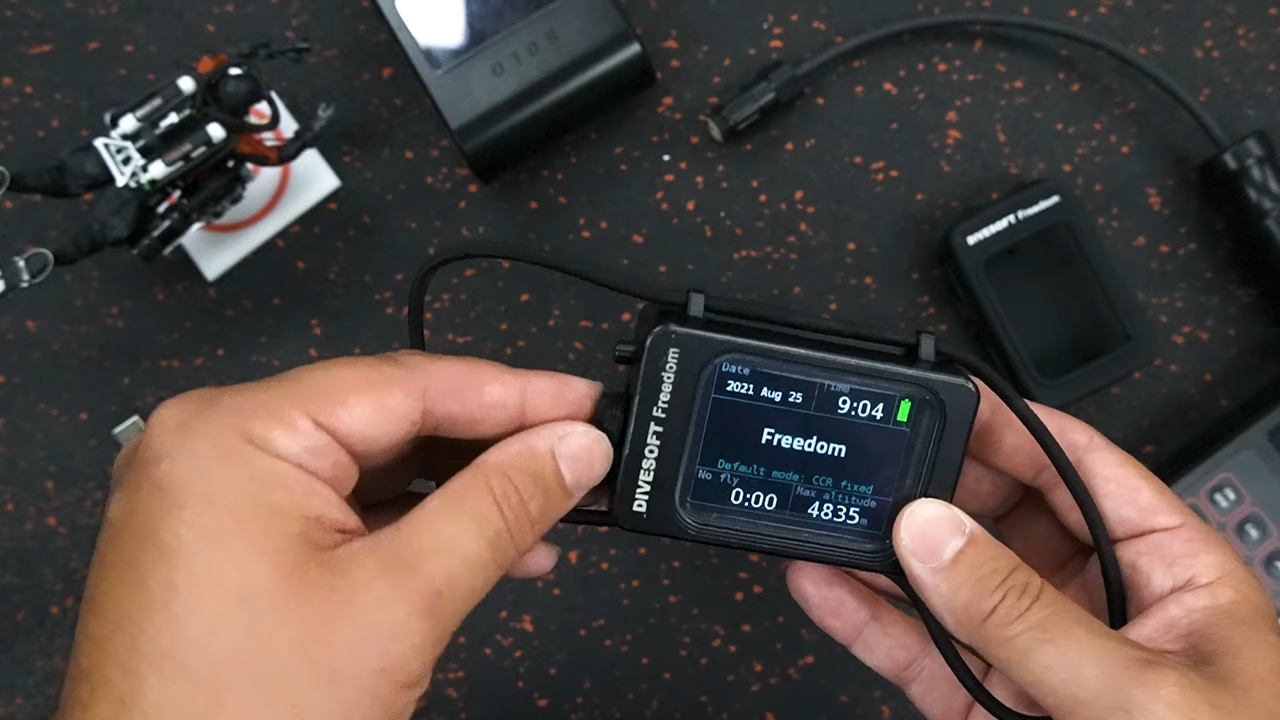 SOLO
DIVESOFT Freedom
DIVESOFT Freedom
Date
Time
2021 Aug 25
9:04
Freedom
Default mode: CCR fixed
No fly
Max altitude
0:00
4835m